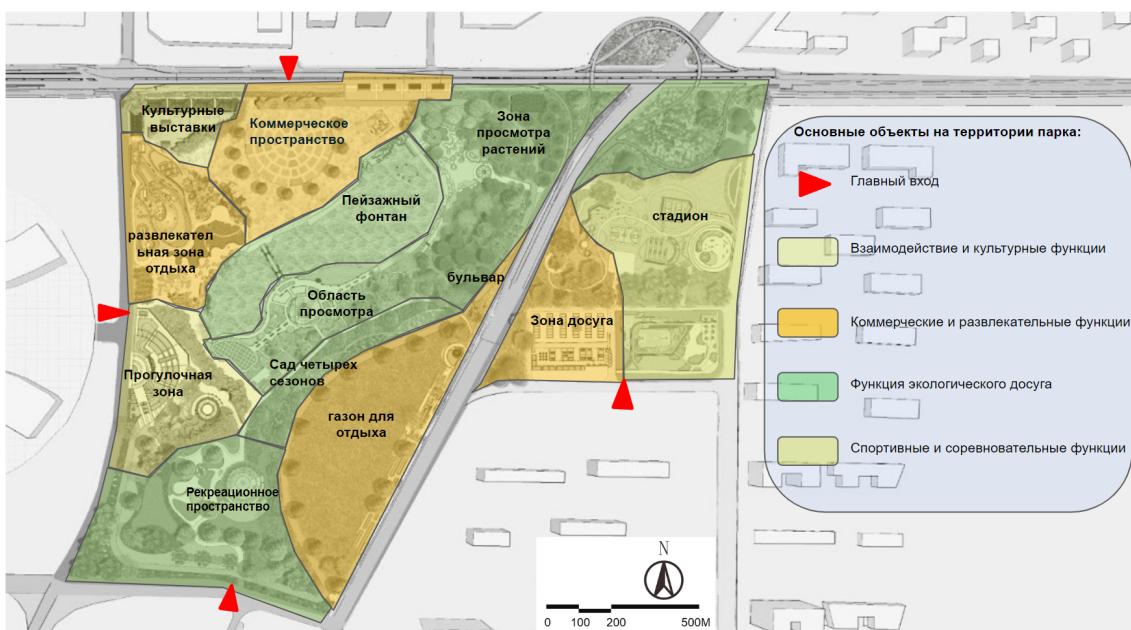 Культурные
выставки
Коммерческое
пространство
Зона
просмотра
растений
Пейзажный
фонтан
развлекател
ьная зона
отдыха
стадион
бульвар
Область
просмотра
Зона досуга
Прогулочная
зона
Сад четырех
сезонов
газон для
отдыха
Рекреационное
пространство
Основные объекты на территории парка:
Главный вход
Взаимодействие и культурные функции
Коммерческие и развлекательные функции
Функция экологического досуга
Спортивные и соревновательные функции
N
0 100 200 500M